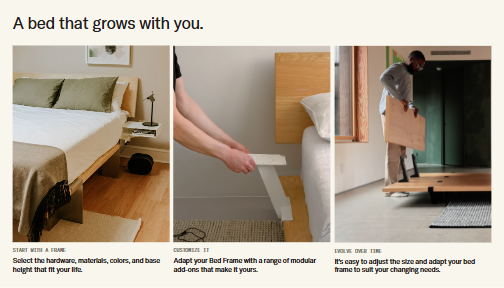 A bed that grows with you.
START WITH A FRAME
Select the hardware, materials, colors, and base
height that fit your life.
CUSTOMIZE IT
Adapt your Bed Frame with a range of modular
add-ons that make it yours.
EVOLVE OVER TIME
It's easy to adjust the size and adapt your bed
frame to suit your changing needs.